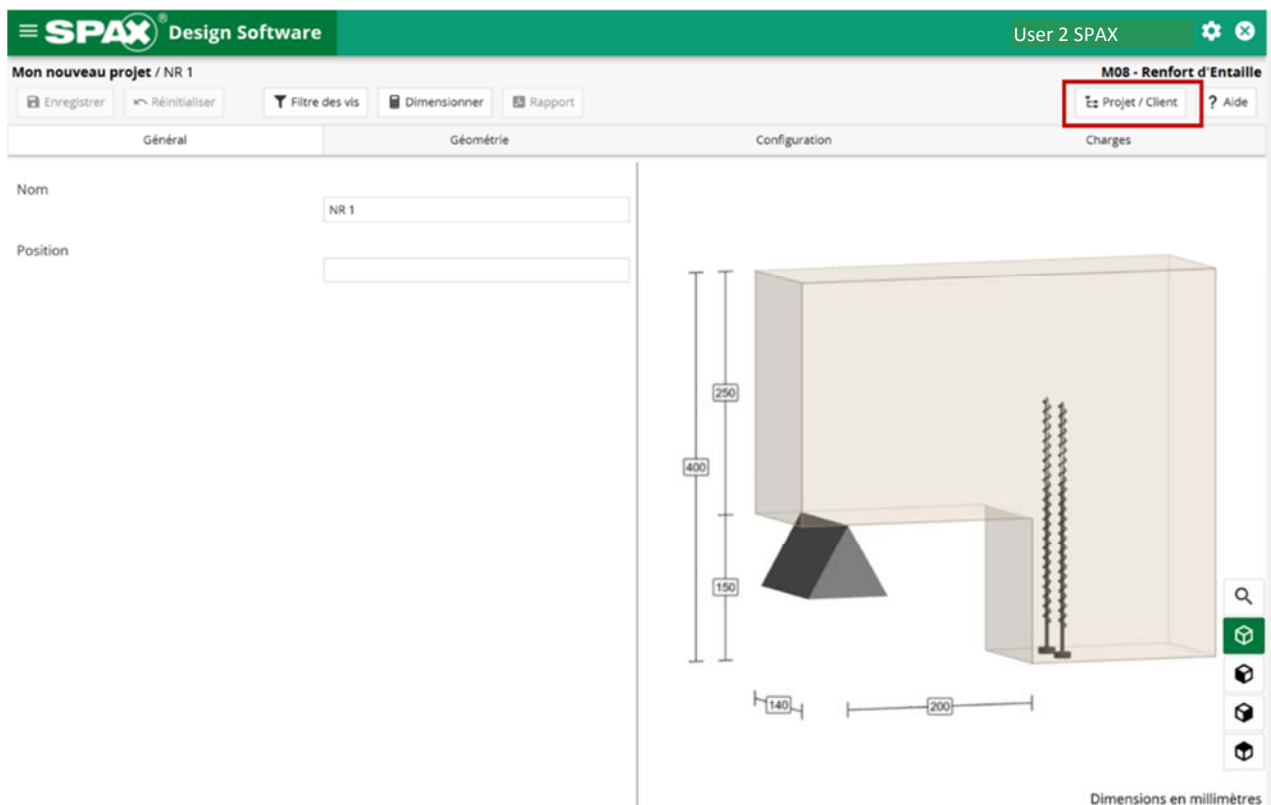 SPAX® Design Software
User 2 SPAX
Mon nouveau projet / NR 1
M08 - Renfort d'Entaille
Enregistrer
Réinitialiser
Filtre des vis
Dimensionner
Rapport
Projet / Client
? Aide
Général
Géométrie
Configuration
Charges
Nom
NR 1
Position
250
400
150
140
200
Dimensions en millimètres